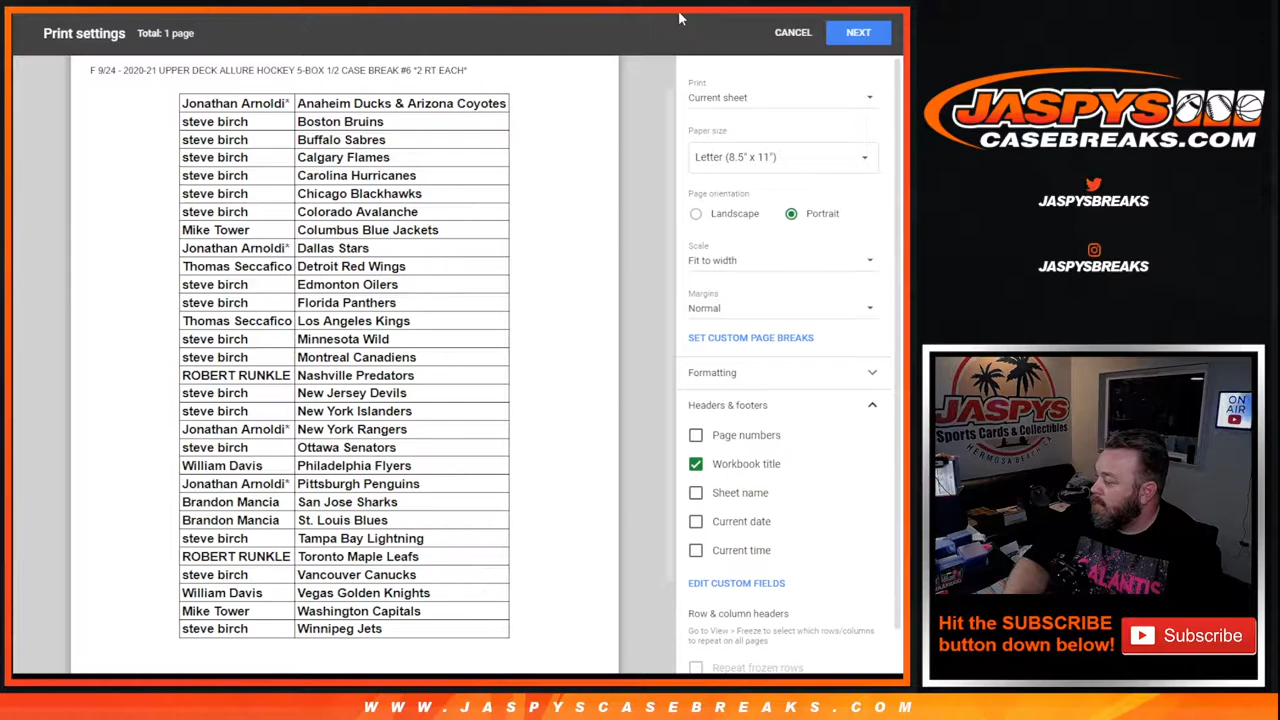 Print settings Total: 1 page
CANCEL NEXT
F 9/24 - 2020-21 UPPER DECK ALLURE HOCKEY 5-BOX 1/2 CASE BREAK #6 *2 RT EACH*
Jonathan Arnoldi* Anaheim Ducks & Arizona Coyotes
steve birch Boston Bruins
steve birch Buffalo Sabres
steve birch Calgary Flames
steve birch Carolina Hurricanes
steve birch Chicago Blackhawks
steve birch Colorado Avalanche
Mike Tower Columbus Blue Jackets
Jonathan Arnoldi* Dallas Stars
Thomas Seccafico Detroit Red Wings
steve birch Edmonton Oilers
steve birch Florida Panthers
Thomas Seccafico Los Angeles Kings
steve birch Minnesota Wild
steve birch Montreal Canadiens
ROBERT RUNKLE Nashville Predators
steve birch New Jersey Devils
steve birch New York Islanders
Jonathan Arnoldi* New York Rangers
steve birch Ottawa Senators
William Davis Philadelphia Flyers
Jonathan Arnoldi* Pittsburgh Penguins
Brandon Mancia San Jose Sharks
Brandon Mancia St. Louis Blues
steve birch Tampa Bay Lightning
ROBERT RUNKLE Toronto Maple Leafs
steve birch Vancouver Canucks
William Davis Vegas Golden Knights
Mike Tower Washington Capitals
steve birch Winnipeg Jets
Print
Current sheet
Paper size
Letter (8.5" x 11")
Page orientation
Landscape Portrait
Scale
Fit to width
Margins
Normal
SET CUSTOM PAGE BREAKS
Formatting
Headers & footers
Page numbers
Workbook title
Sheet name
Current date
Current time
EDIT CUSTOM FIELDS
Row & column headers
Go to View > Freeze to select which rows/columns
to repeat on all pages
Repeat frozen rows
JASPYS
CASEBREAKS.COM
JASPYSBREAKS
JASPYSBREAKS
JASPYS
Sports Cards & Collectibles
HERMOSA BEACH
ON
AIR
Hit the SUBSCRIBE
button down below!
Subscribe
WWW.JASPYSCASEBREAKS.COM